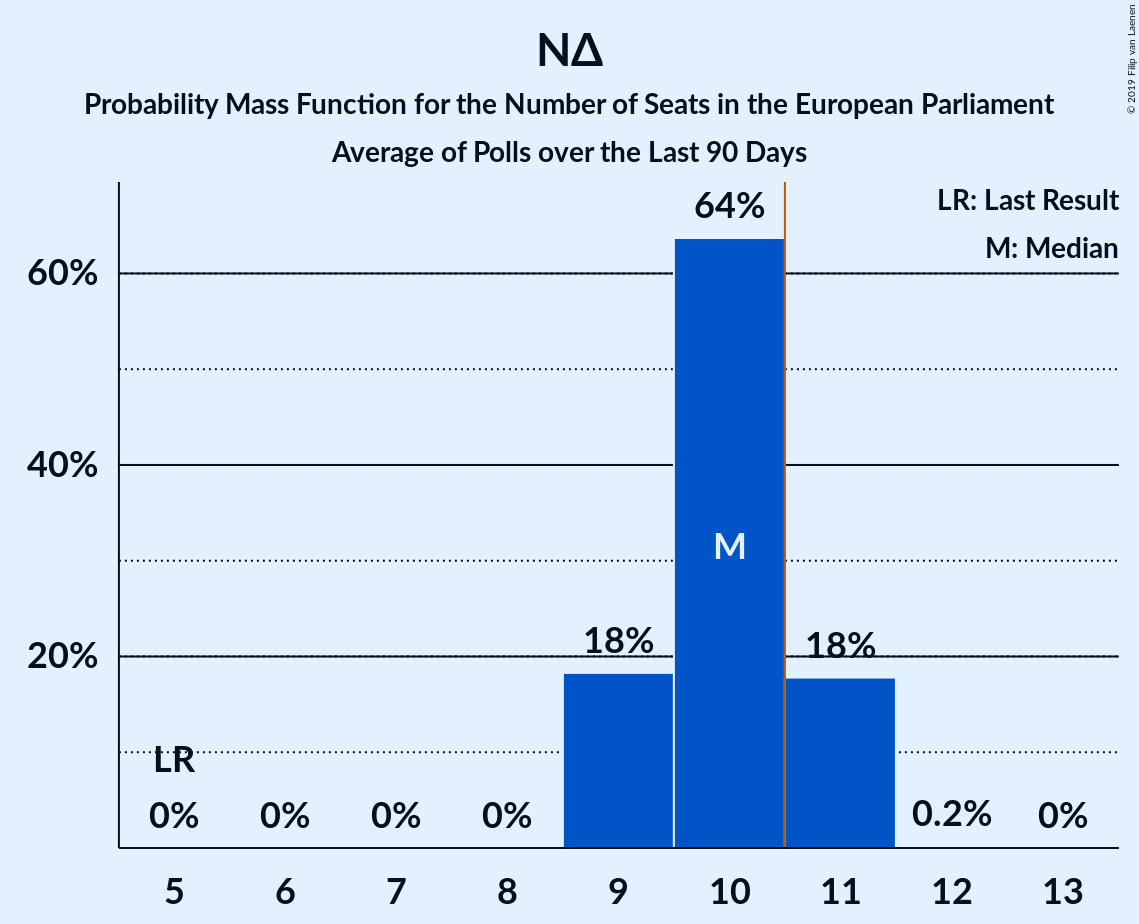 © 2019 Filip van Laenen
ΝΔ
Probability Mass Function for the Number of Seats in the European Parliament
Average of Polls over the Last 90 Days
LR: Last Result
M: Median
64%
60%
40%
M
18%
18%
20%
LR
0%
0%
0%
0%
0.2%
0%
5 6 7 8 9 10 11 12 13